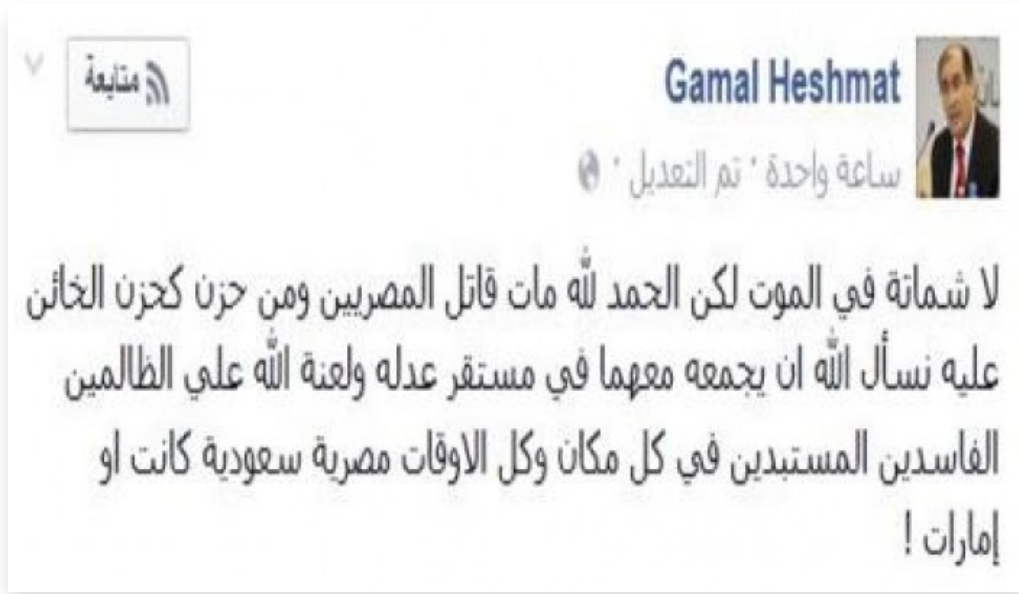 Gamal Heshmat
متابعة
ساعة واحدة · تم التعديل ·
لا شماتة في الموت لكن الحمد لله مات قاتل المصريين ومن حزن كحزن الخائن
عليه نسأل الله ان يجمعه معهما في مستقر عدله ولعنة الله علي الظالمين
الفاسدين المستبدين في كل مكان وكل الاوقات مصرية سعودية كانت او
إمارات !